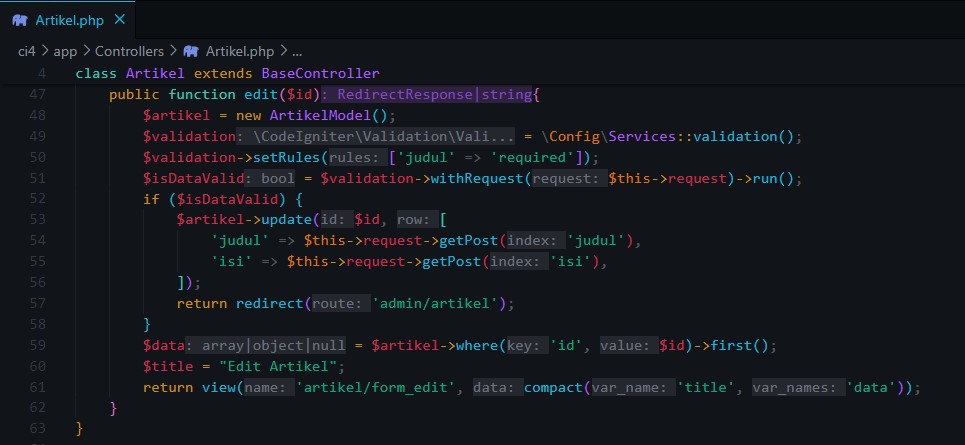 Artikel.php ×
ci4 > app > Controllers > Artikel.php > ...
4 class Artikel extends BaseController
47     public function edit($id): RedirectResponse|string{
48         $artikel = new ArtikelModel();
49         $validation: \CodeIgniter\Validation\Vali... = \Config\Services::validation();
50         $validation->setRules(rules: ['judul' => 'required']);
51         $isDataValid: bool = $validation->withRequest(request: $this->request)->run();
52         if ($isDataValid) {
53             $artikel->update(id: $id, row: [
54                 'judul' => $this->request->getPost(index: 'judul'),
55                 'isi' => $this->request->getPost(index: 'isi'),
56             ]);
57             return redirect(route: 'admin/artikel');
58         }
59         $data: array|object|null = $artikel->where(key: 'id', value: $id)->first();
60         $title = "Edit Artikel";
61         return view(name: 'artikel/form_edit', data: compact(var_name: 'title', var_names: 'data'));
62     }
63 }